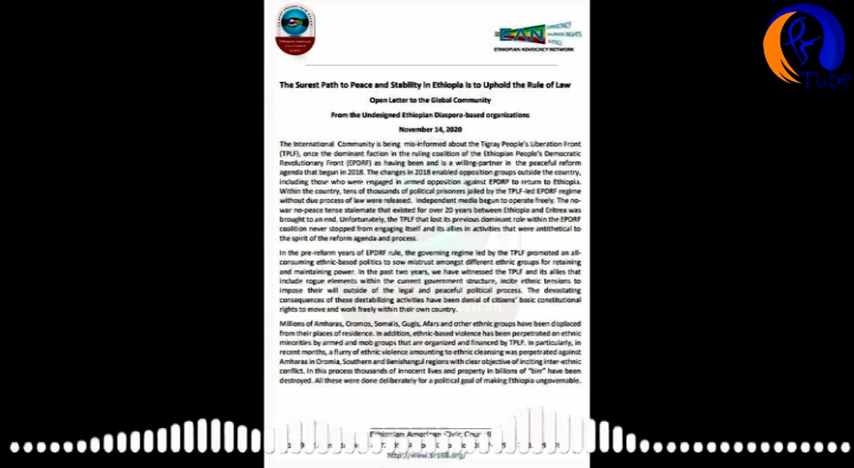 EAN
DEMOCRACY
HUMAN RIGHTS
JUSTICE
ETHIOPIAN ADVOCACY NETWORK
Tube
The Surest Path to Peace and Stability in Ethiopia is to Uphold the Rule of Law
Open Letter to the Global Community
From the Undesigned Ethiopian Diaspora-based organizations
November 14, 2020
The International Community is being mis-informed about the Tigray People's Liberation Front
(TPLF), once the dominant faction in the ruling coalition of the Ethiopian People's Democratic
Revolutionary Front (EPDRF) as having been and is a willing-partner in the peaceful reform
agenda that begun in 2018. The changes in 2018 enabled opposition groups outside the country,
including those who were engaged in armed opposition against EPDRF to return to Ethiopia.
Within the country, tens of thousands of political prisoners jailed by the TPLF-led EPDRF regime
without due process of law were released. Independent media begun to operate freely. The no-
war no-peace tense stalemate that existed for over 20 years between Ethiopia and Eritrea was
brought to an end. Unfortunately, the TPLF that lost its previous dominant role within the EPDRF
coalition never stopped from engaging itself and its allies in activities that were antithetical to
the spirit of the reform agenda and process.
In the pre-reform years of EPDRF rule, the governing regime led by the TPLF promoted an all-
consuming ethnic-based politics to sow mistrust amongst different ethnic groups for retaining
and maintaining power. In the past two years, we have witnessed the TPLF and its allies that
include rogue elements within the current government structure, incite ethnic tensions to
impose their will outside of the legal and peaceful political process. The devastating
consequences of these destabilizing activities have been denial of citizens' basic constitutional
rights to move and work freely within their own country.
Millions of Amharas, Oromos, Somalis, Gugis, Afars and other ethnic groups have been displaced
from their places of residence. In addition, ethnic-based violence has been perpetrated on ethnic
minorities by armed and mob groups that are organized and financed by TPLF. In particularly, in
recent months, a flurry of ethnic violence amounting to ethnic cleansing was perpetrated against
Amharas in Oromia, Southern and Benishangul regions with clear objective of inciting inter-ethnic
conflict. In this process thousands of innocent lives and property in billions of "birr" have been
destroyed. All these were done deliberately for a political goal of making Ethiopia ungovernable.
Ethiopian American Civic Council